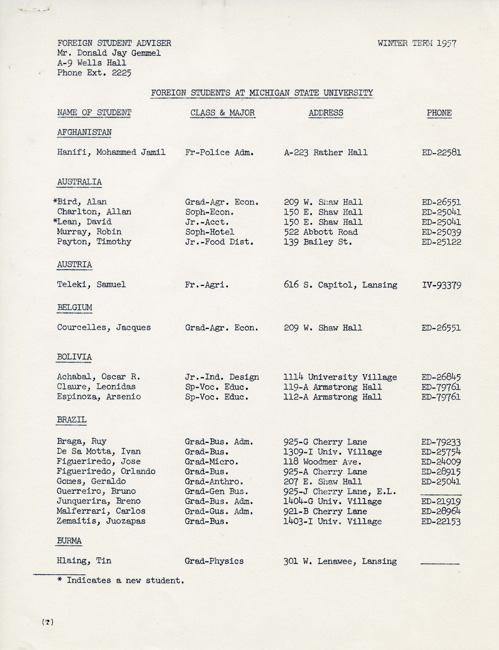 FOREIGN STUDENT ADVISER WINTER TERM 1957
Mr. Donald Jay Gemmel
A-9 Wells Hall
Phone Ext. 2225
FOREIGN STUDENTS AT MICHIGAN STATE UNIVERSITY
NAME OF STUDENT CLASS & MAJOR ADDRESS PHONE
AFGHANISTAN
Hanifi, Mohammed Jamil Fr-Police Adm. A-223 Rather Hall ED-22581
AUSTRALIA
*Bird, Alan Grad-Agr. Econ. 209 W. Shaw Hall ED-26551
Charlton, Allan Soph-Econ. 150 E. Shaw Hall ED-25041
*Lean, David Jr.-Acct. 150 E. Shaw Hall ED-25041
Murray, Robin Soph-Hotel 522 Abbott Road ED-25039
Payton, Timothy Jr.-Food Dist. 139 Bailey St. ED-25122
AUSTRIA
Teleki, Samuel Fr.-Agri. 616 S. Capitol, Lansing IV-93379
BELGIUM
Courcelles, Jacques Grad-Agr. Econ. 209 W. Shaw Hall ED-26551
BOLIVIA
Achabal, Oscar R. Jr.-Ind. Design 1114 University Village ED-26845
Claure, Leonidas Sp-Voc. Educ. 119-A Armstrong Hall ED-79761
Espinoza, Arsenio Sp-Voc. Educ. 112-A Armstrong Hall ED-79761
BRAZIL
Braga, Ruy Grad-Bus. Adm. 925-G Cherry Lane ED-79233
De Sa Motta, Ivan Grad-Bus. 1309-I Univ. Village ED-25754
Figueriredo, Jose Grad-Micro. 118 Woodmer Ave. ED-24009
Figueriredo, Orlando Grad-Bus. 925-A Cherry Lane ED-28915
Gomes, Geraldo Grad-Anthro. 207 E. Shaw Hall ED-25041
Guerreiro, Bruno Grad-Gen Bus. 925-J Cherry Lane, E.L.
Junquerira, Breno Grad-Bus. Adm. 1404-G Univ. Village ED-21919
Malferrari, Carlos Grad-Gus. Adm. 921-B Cherry Lane ED-28964
Zemaitis, Juozapas Grad-Bus. 1403-I Univ. Village ED-22153
BURMA
Hlaing, Tin Grad-Physics 301 W. Lenawee, Lansing
* Indicates a new student.